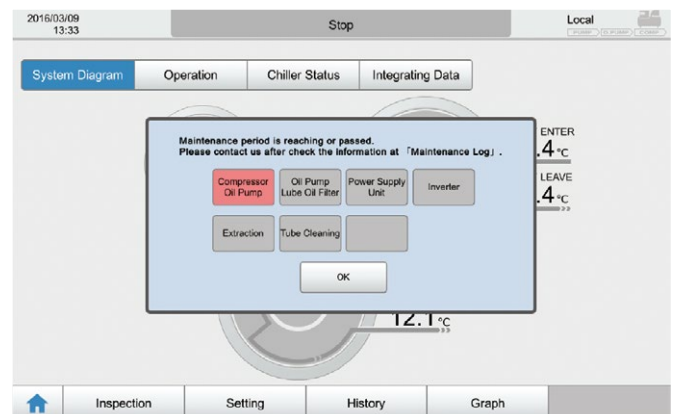 2016/03/09
13:33
Stop
Local
System Diagram
Operation
Chiller Status
Integrating Data
ENTER
.4 °C
LEAVE
.4 °C
Maintenance period is reaching or passed.
Please contact us after check the Information at 「Maintenance Log」.
Compressor
Oil Pump
Oil Pump
Lube Oil Filter
Power Supply
Unit
Inverter
Extraction
Tube Cleaning
OK
12.1 °C
Inspection
Setting
History
Graph